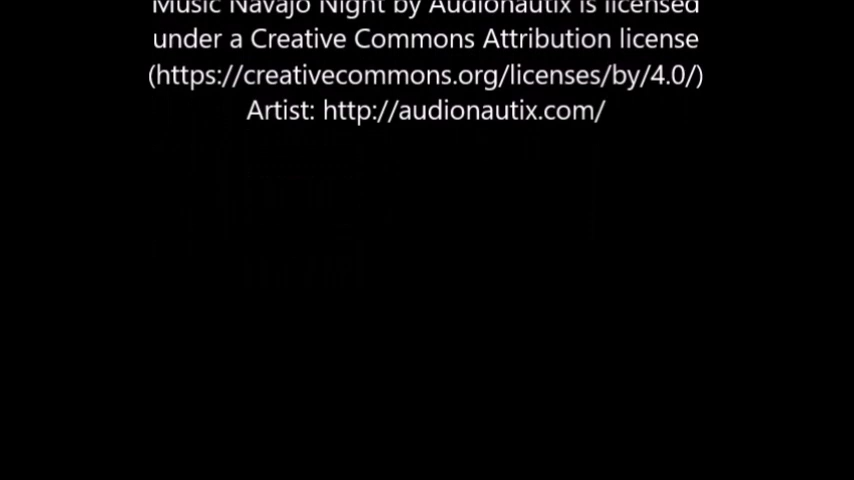 Music Navajo Night by Audionautix is licensed
under a Creative Commons Attribution license
(https://creativecommons.org/licenses/by/4.0/)
Artist: http://audionautix.com/